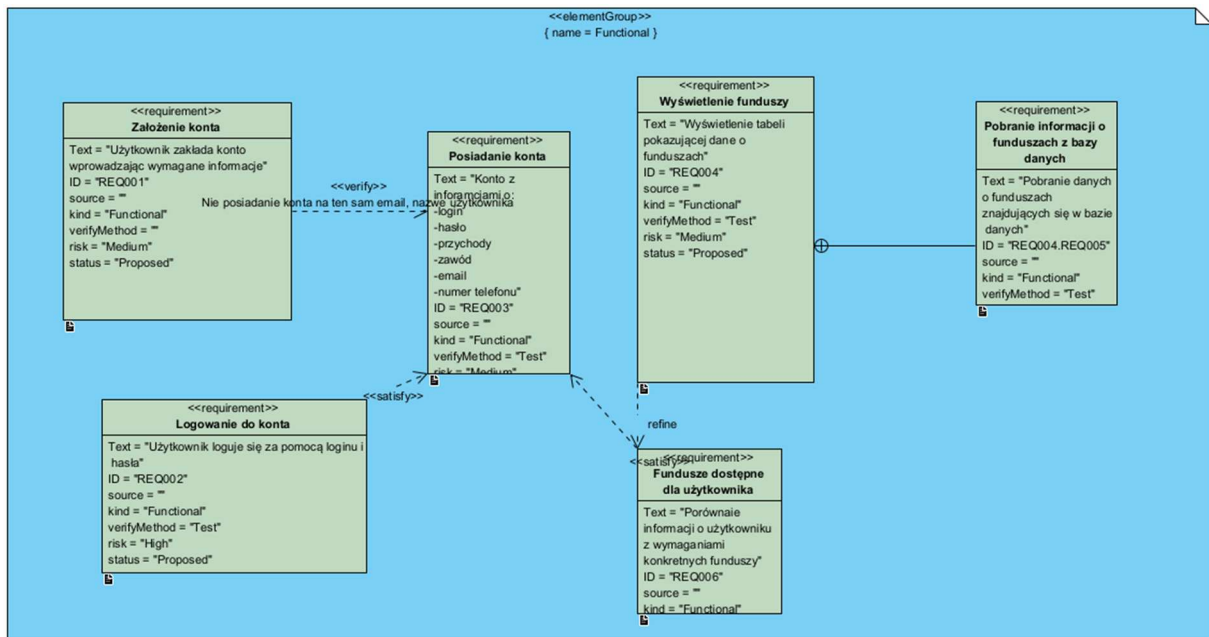 <<elementGroup>>
{ name = Functional }
<<requirement>>
Założenie konta
Text = "Użytkownik zakłada konto
wprowadzając wymagane informacje"
ID = "REQ001"
source = ""
kind = "Functional"
verifyMethod = ""
risk = "Medium"
status = "Proposed"
<<verify>>
Nie posiadanie konta na ten sam email, nazwe użytkownika
<<requirement>>
Posiadanie konta
Text = "Konto z
inforamciami o:
-login
-hasło
-przychody
-zawód
-email
-numer telefonu"
ID = "REQ003"
source = ""
kind = "Functional"
verifyMethod = "Test"
risk = "Medium"
<<requirement>>
Wyświetlenie funduszy
Text = "Wyświetlenie tabeli
pokazującej dane o
funduszach"
ID = "REQ004"
source = ""
kind = "Functional"
verifyMethod = "Test"
risk = "Medium"
status = "Proposed"
<<requirement>>
Pobranie informacji o
funduszach z bazy
danych
Text = "Pobranie danych
o funduszach
znajdujących się w bazie
danych"
ID = "REQ004.REQ005"
source = ""
kind = "Functional"
verifyMethod = "Test"
<<satisfy>>
<<requirement>>
Logowanie do konta
Text = "Użytkownik loguje się za pomocą loginu i
hasła"
ID = "REQ002"
source = ""
kind = "Functional"
verifyMethod = "Test"
risk = "High"
status = "Proposed"
refine
<<satisfy>>
<<requirement>>
Fundusze dostępne
dla użytkownika
Text = "Porównaie
informacji o użytkowniku
z wymaganiami
konkretnych funduszy"
ID = "REQ006"
source = ""
kind = "Functional"